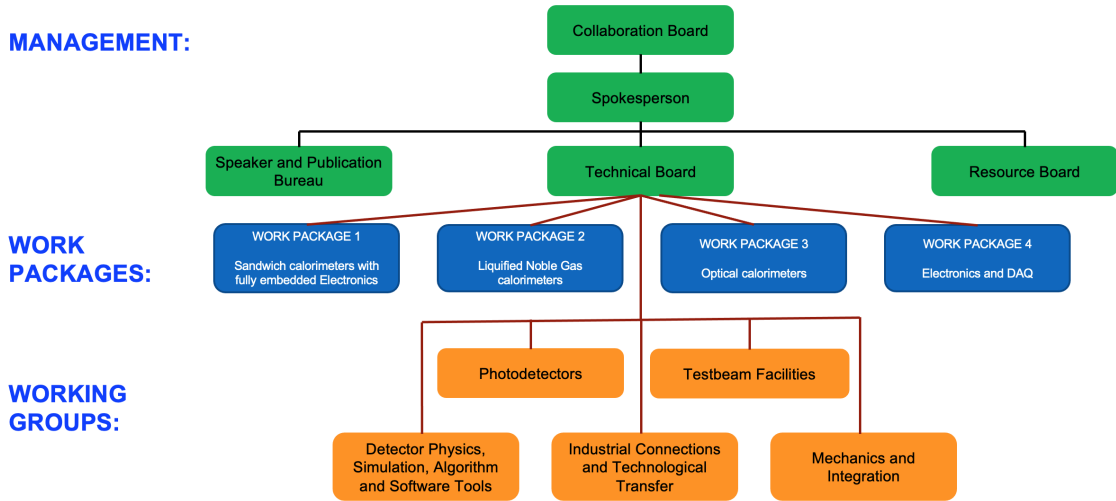 MANAGEMENT:
Collaboration Board
Spokesperson
Speaker and Publication
Bureau
Technical Board
Resource Board
WORK
PACKAGES:
WORK PACKAGE 1
Sandwich calorimeters with
fully embedded Electronics
WORK PACKAGE 2
Liquified Noble Gas
calorimeters
WORK PACKAGE 3
Optical calorimeters
WORK PACKAGE 4
Electronics and DAQ
WORKING
GROUPS:
Photodetectors
Testbeam Facilities
Detector Physics,
Simulation, Algorithm
and Software Tools
Industrial Connections
and Technological
Transfer
Mechanics and
Integration